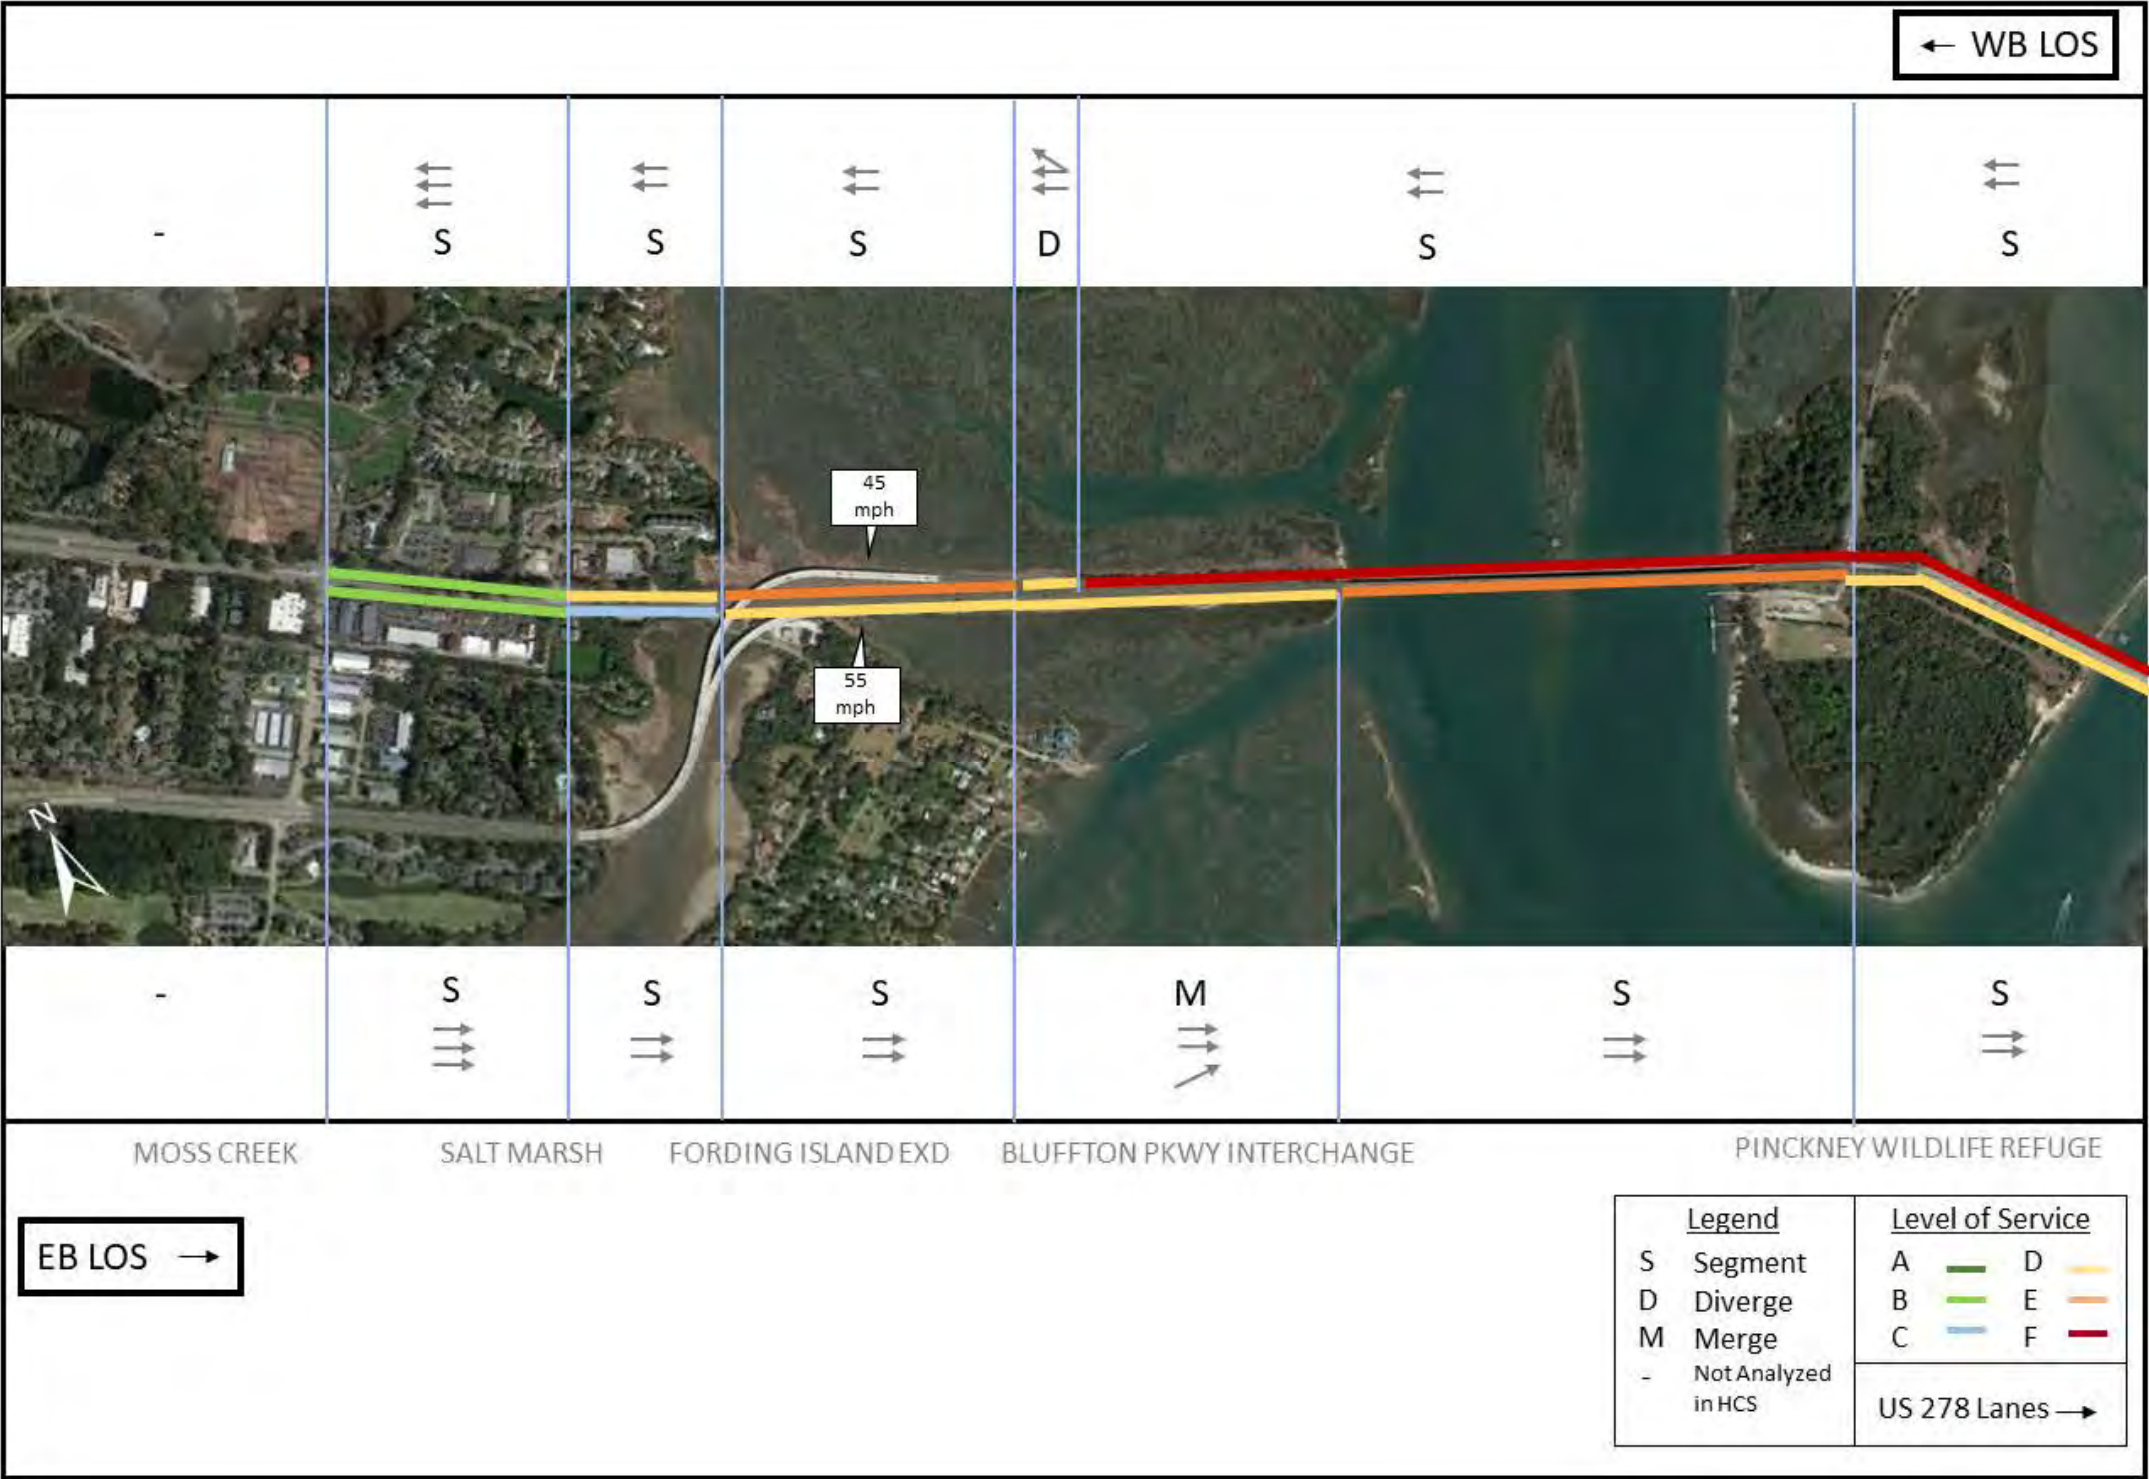 ← WB LOS
- S S S D S S
45
mph
55
mph
N
- S S S M S S
MOSS CREEK SALT MARSH FORDING ISLAND EXD BLUFFTON PKWY INTERCHANGE PINCKNEY WILDLIFE REFUGE
EB LOS →
Legend
S Segment
D Diverge
M Merge
- Not Analyzed
in HCS
Level of Service
A D
B E
C F
US 278 Lanes →